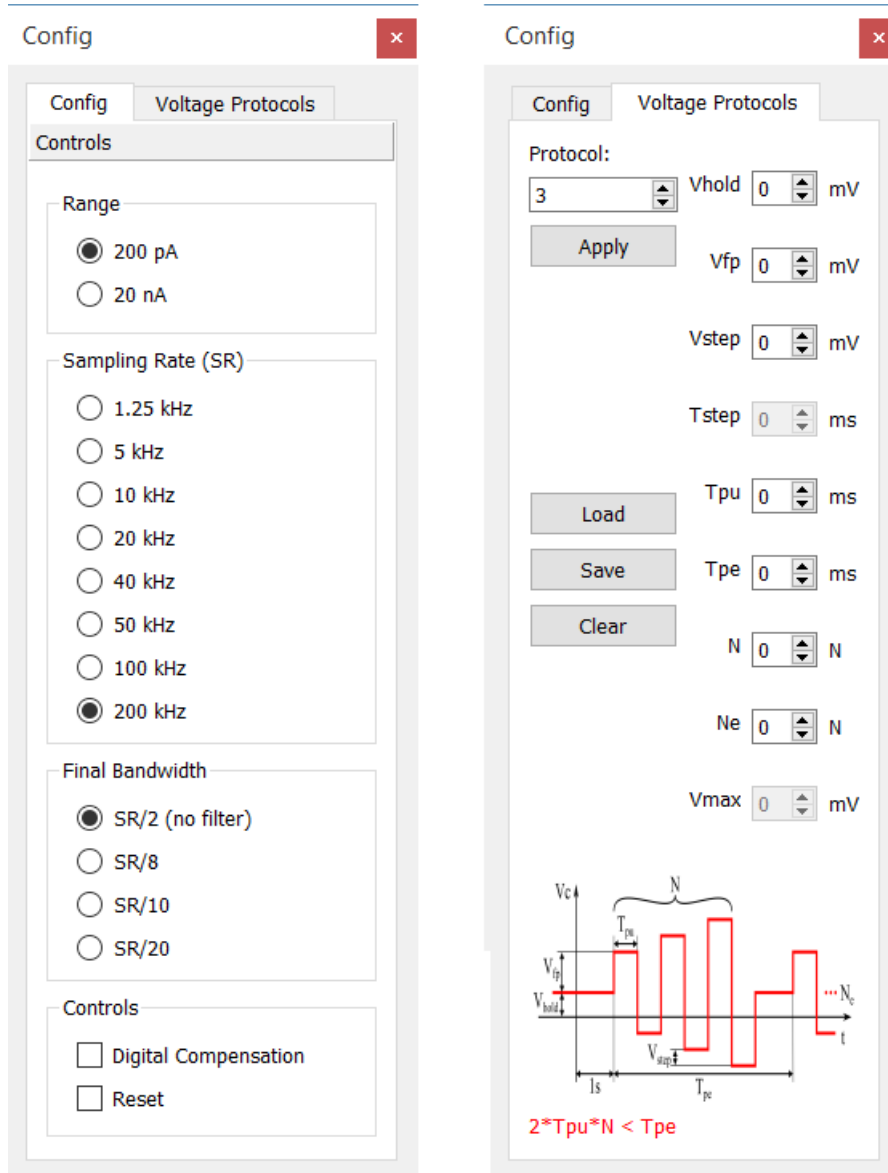 Config
×
Config
Voltage Protocols
Controls
Range
200 pA
20 nA
Sampling Rate (SR)
1.25 kHz
5 kHz
10 kHz
20 kHz
40 kHz
50 kHz
100 kHz
200 kHz
Final Bandwidth
SR/2 (no filter)
SR/8
SR/10
SR/20
Controls
Digital Compensation
Reset
Config
×
Config
Voltage Protocols
Protocol:
3
Apply
Load
Save
Clear
Vhold 0 mV
Vfp 0 mV
Vstep 0 mV
Tstep 0 ms
Tpu 0 ms
Tpe 0 ms
N 0 N
Ne 0 N
Vmax 0 mV
Vc
N
Tpu
Vfp
Vhold
... Ne
t
Vstep
1s
Tpe
2*Tpu*N < Tpe